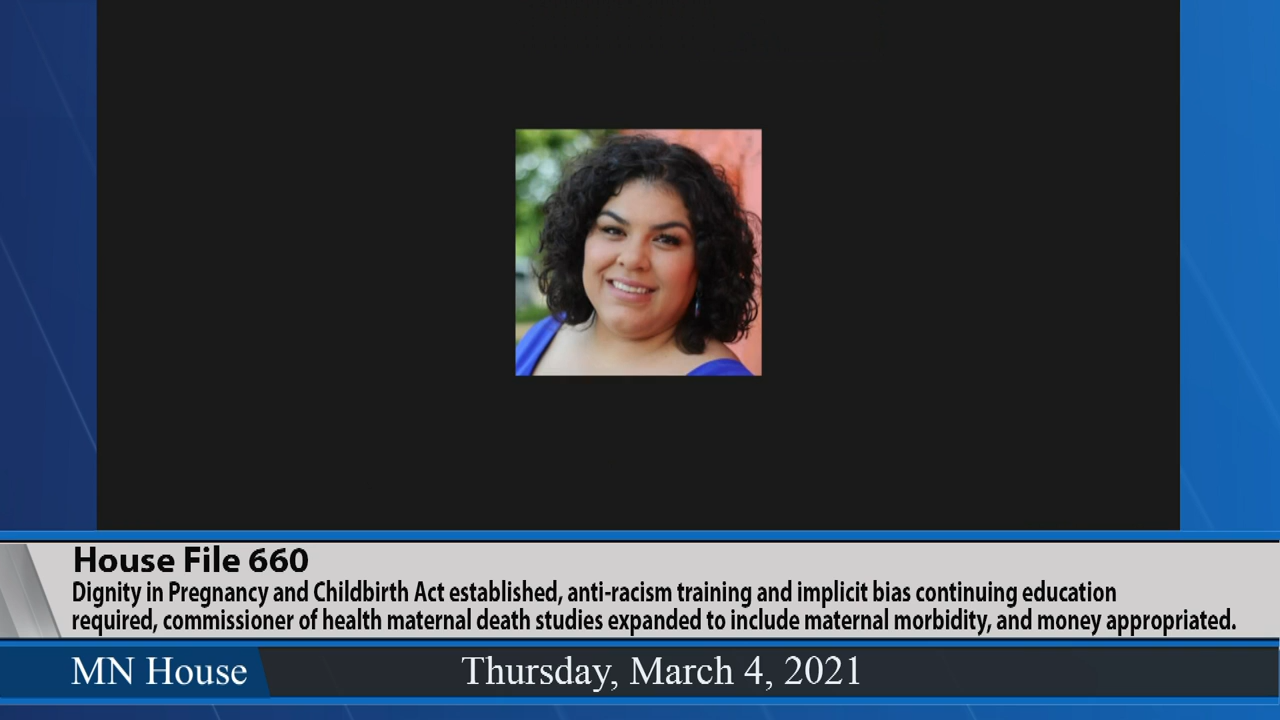 House File 660
Dignity in Pregnancy and Childbirth Act established, anti-racism training and implicit bias continuing education
required, commissioner of health maternal death studies expanded to include maternal morbidity, and money appropriated.
MN House
Thursday, March 4, 2021